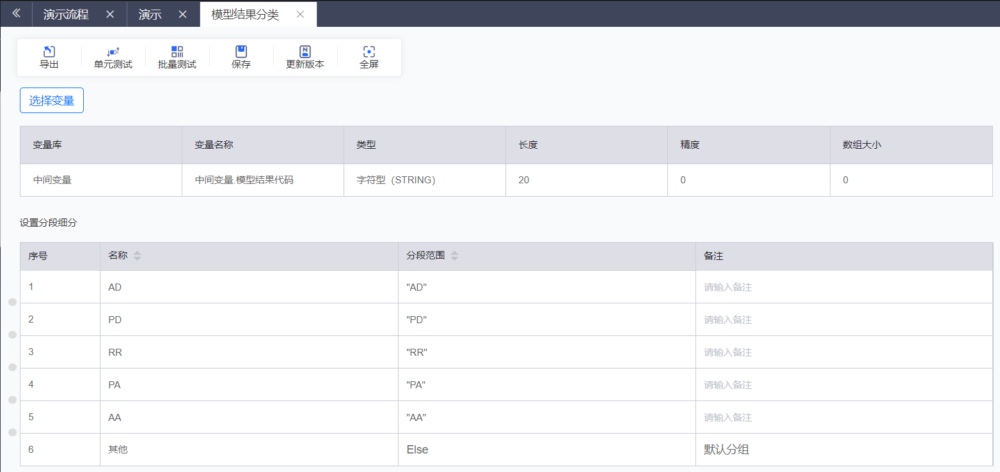 演示流程 演示 模型结果分类
导出 单元测试 批量测试 保存 更新版本 全屏
选择变量
变量库 变量名称 类型 长度 精度 数组大小
中间变量 中间变量.模型结果代码 字符型（STRING） 20 0 0
设置分段细分
序号 名称 分段范围 备注
1 AD "AD" 请输入备注
2 PD "PD" 请输入备注
3 RR "RR" 请输入备注
4 PA "PA" 请输入备注
5 AA "AA" 请输入备注
6 其他 Else 默认分组